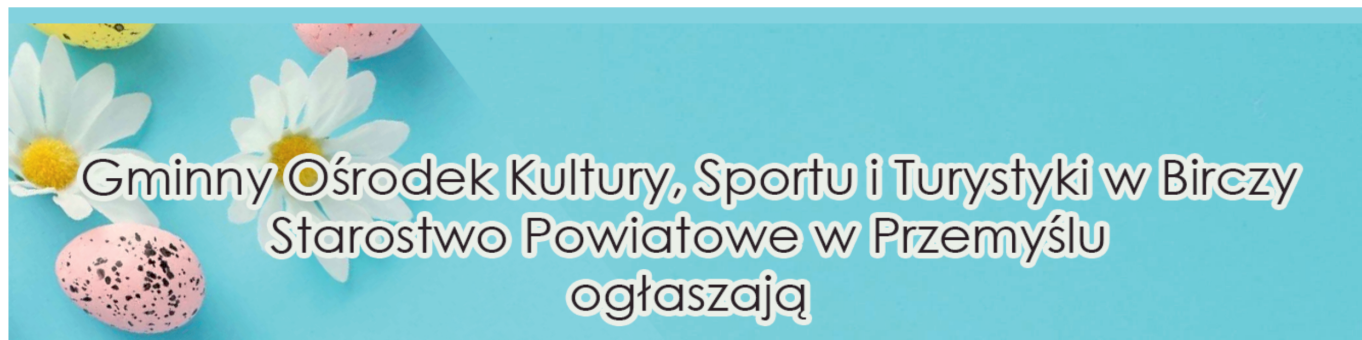 Gminny Ośrodek Kultury, Sportu i Turystyki w Birczy
Starostwo Powiatowe w Przemyślu
ogłaszają